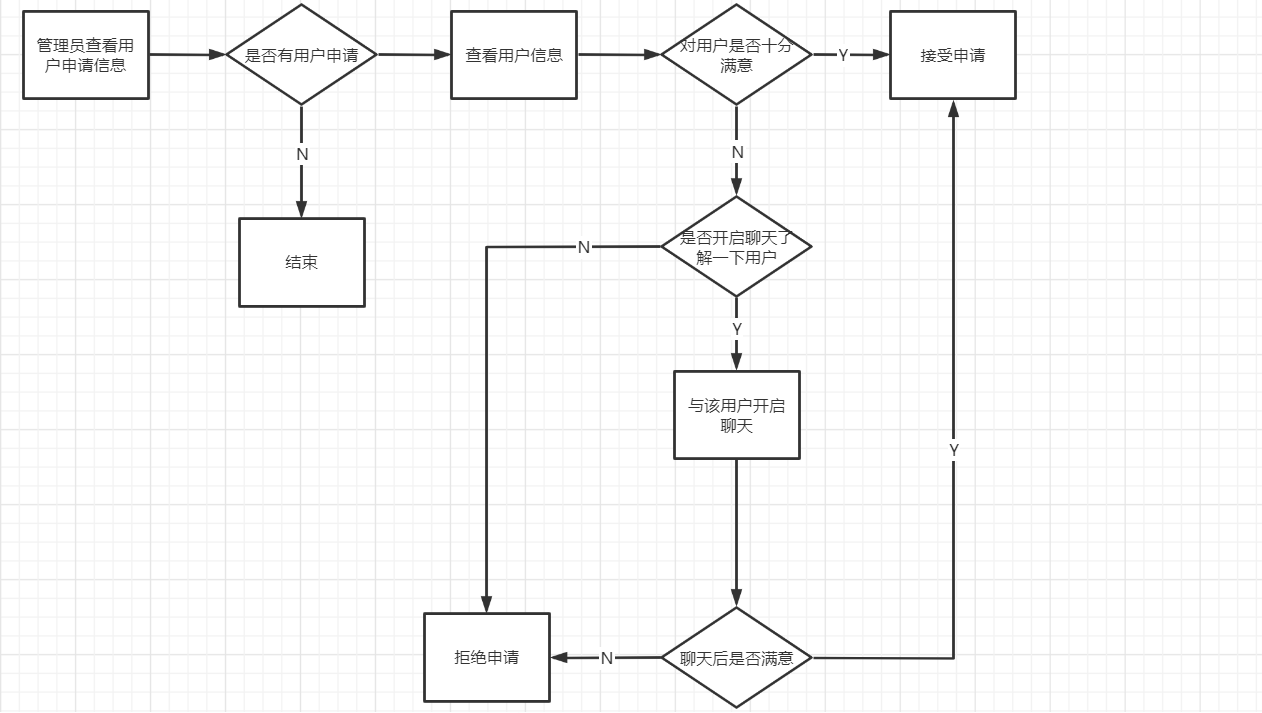 管理员查看用
户申请信息
是否有用户申请
查看用户信息
对用户是否十分
满意
Y
接受申请
N
N
结束
是否开启聊天了
解一下用户
N
Y
与该用户开启
聊天
Y
拒绝申请
N
聊天后是否满意